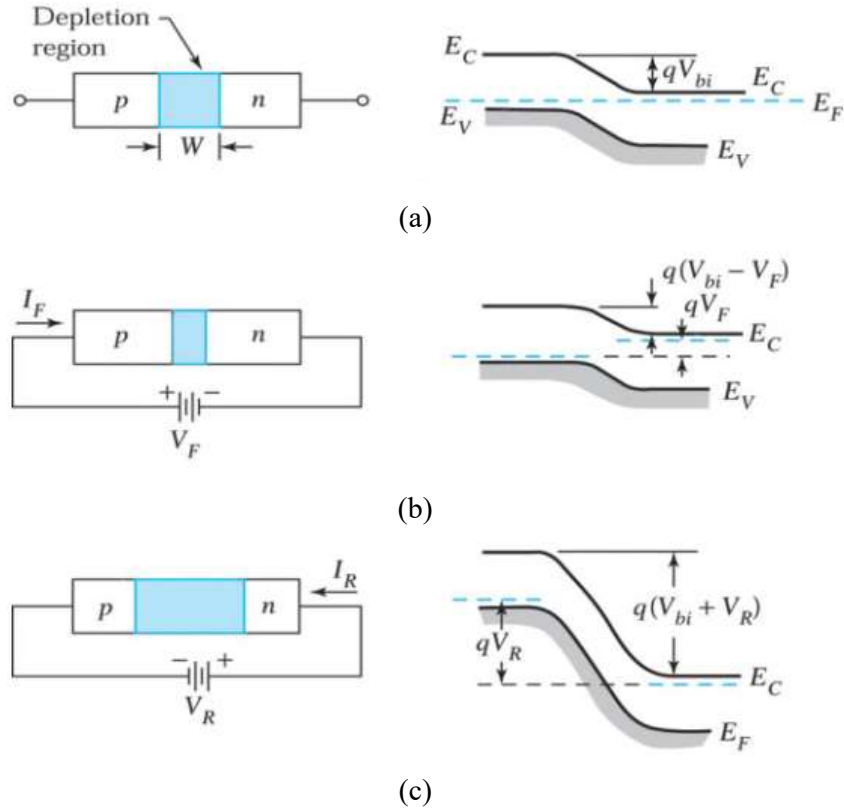 Depletion
region
p n
W
E_C
qV_bi
E_C
E_F
E_V
E_V
(a)
I_F
p n
+ -
V_F
q(V_bi − V_F)
qV_F
E_C
E_V
(b)
I_R
p n
- +
V_R
q(V_bi + V_R)
qV_R
E_C
E_F
(c)